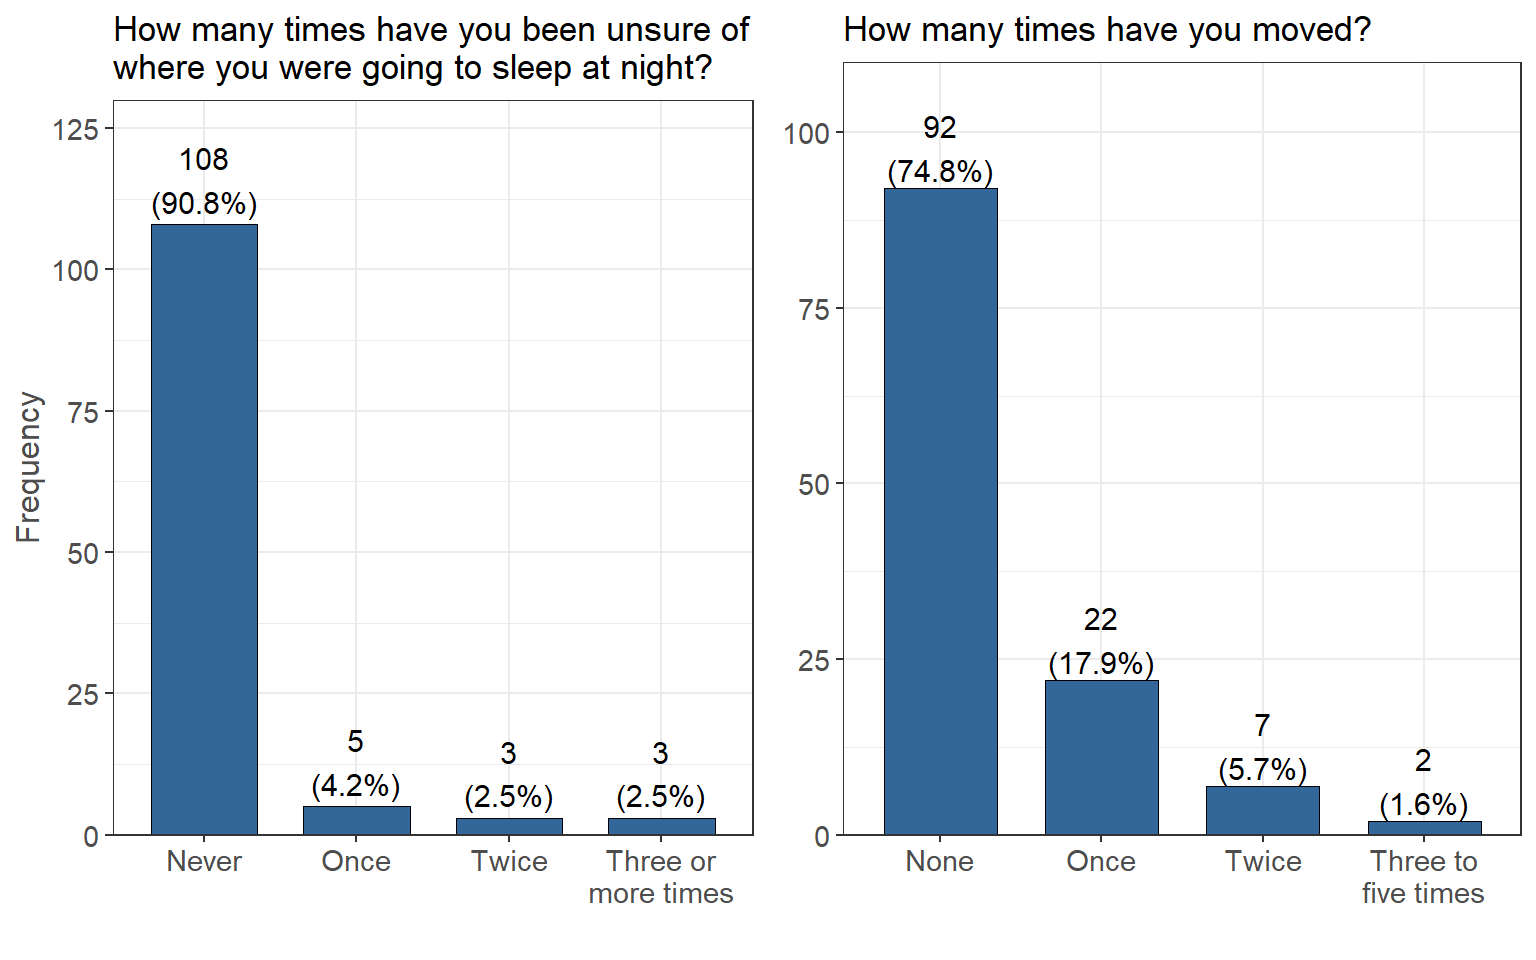 How many times have you been unsure of
where you were going to sleep at night?
Frequency
125
100
75
50
25
0
108
(90.8%)
5
(4.2%)
3
(2.5%)
3
(2.5%)
Never
Once
Twice
Three or
more times
How many times have you moved?
100
75
50
25
0
92
(74.8%)
22
(17.9%)
7
(5.7%)
2
(1.6%)
None
Once
Twice
Three to
five times